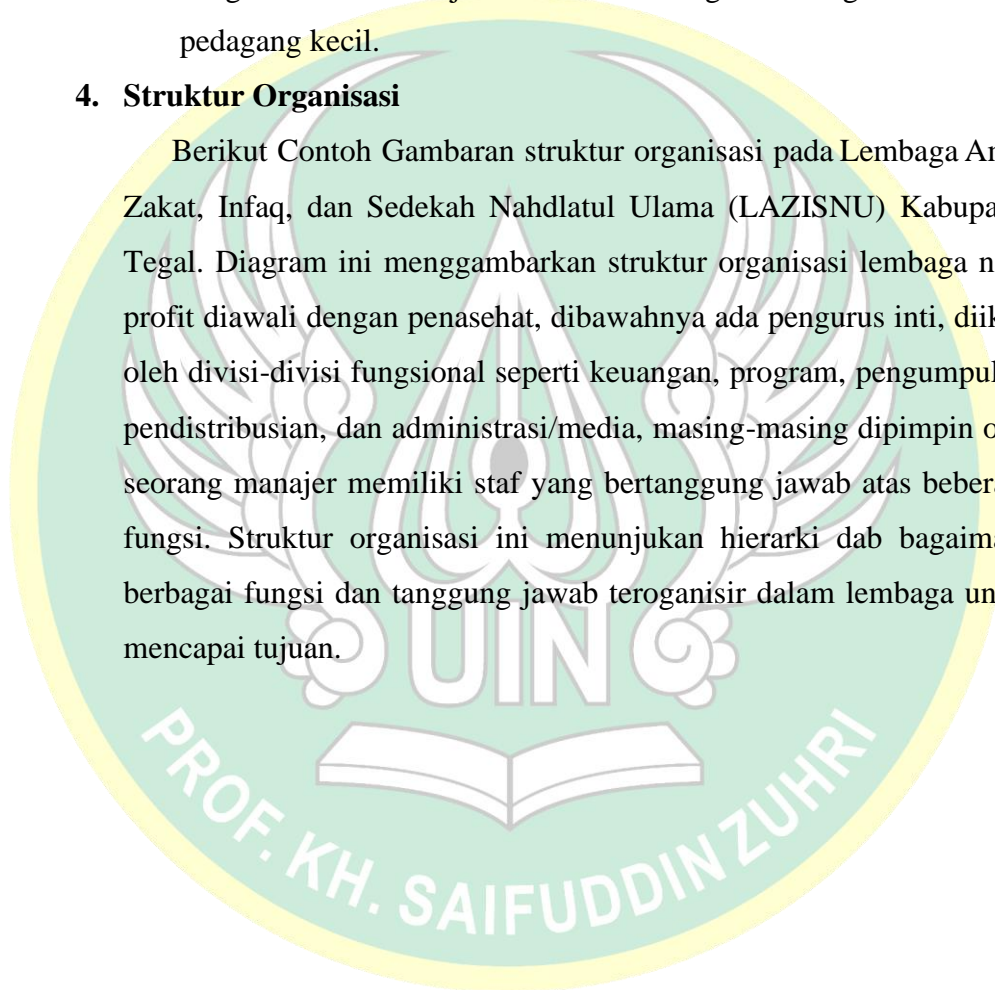 pedagang kecil.
4. Struktur Organisasi
Berikut Contoh Gambaran struktur organisasi pada Lembaga
Zakat, Infaq, dan Sedekah Nahdlatul Ulama (LAZISNU)
Tegal. Diagram ini menggambarkan struktur organisasi lembaga
profit diawali dengan penasehat, dibawahnya ada pengurus inti,
oleh divisi-divisi fungsional seperti keuangan, program,
pendistribusian, dan administrasi/media, masing-masing dipimpin
seorang manajer memiliki staf yang bertanggung jawab atas
fungsi. Struktur organisasi ini menunjukan hierarki dab
berbagai fungsi dan tanggung jawab teroganisir dalam lembaga
mencapai tujuan.
UIN
PROF. KH. SAIFUDDIN ZUHRI